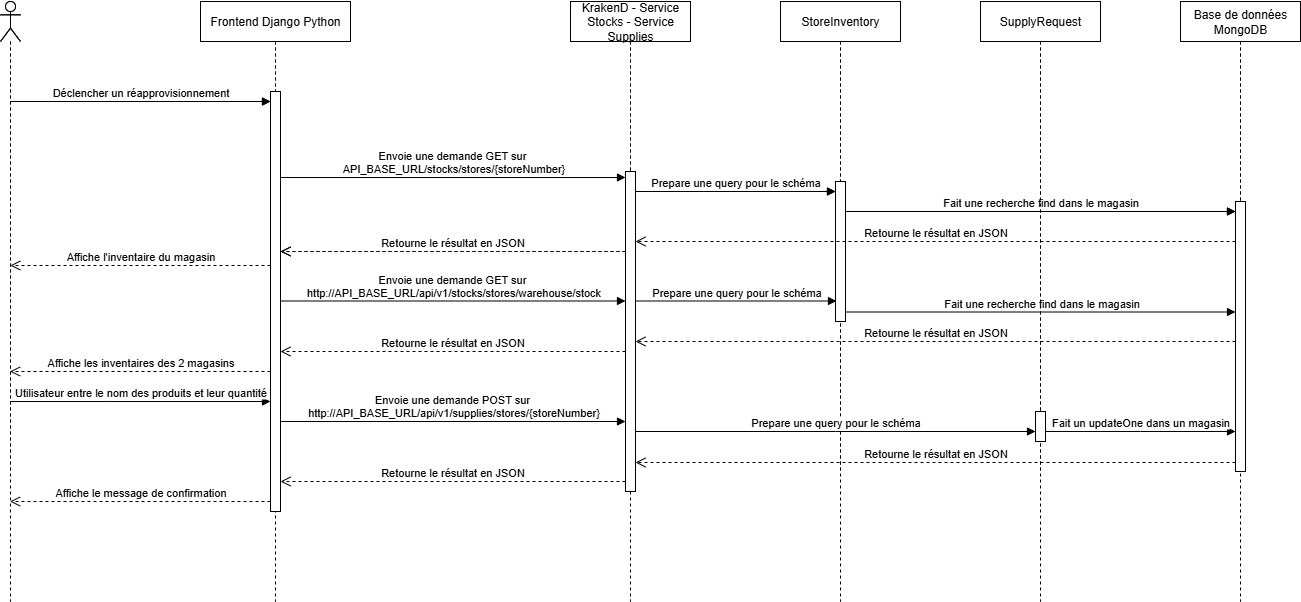 Frontend Django Python
KrakenD - Service
Stocks - Service
Supplies
StoreInventory
SupplyRequest
Base de données
MongoDB
Déclencher un réapprovisionnement
Envoie une demande GET sur
API_BASE_URL/stocks/stores/{storeNumber}
Prepare une query pour le schéma
Fait une recherche find dans le magasin
Retourne le résultat en JSON
Retourne le résultat en JSON
Affiche l'inventaire du magasin
Envoie une demande GET sur
http://API_BASE_URL/api/v1/stocks/stores/warehouse/stock
Prepare une query pour le schéma
Fait une recherche find dans le magasin
Retourne le résultat en JSON
Retourne le résultat en JSON
Affiche les inventaires des 2 magasins
Utilisateur entre le nom des produits et leur quantité
Envoie une demande POST sur
http://API_BASE_URL/api/v1/supplies/stores/{storeNumber}
Prepare une query pour le schéma
Fait un updateOne dans un magasin
Retourne le résultat en JSON
Retourne le résultat en JSON
Affiche le message de confirmation